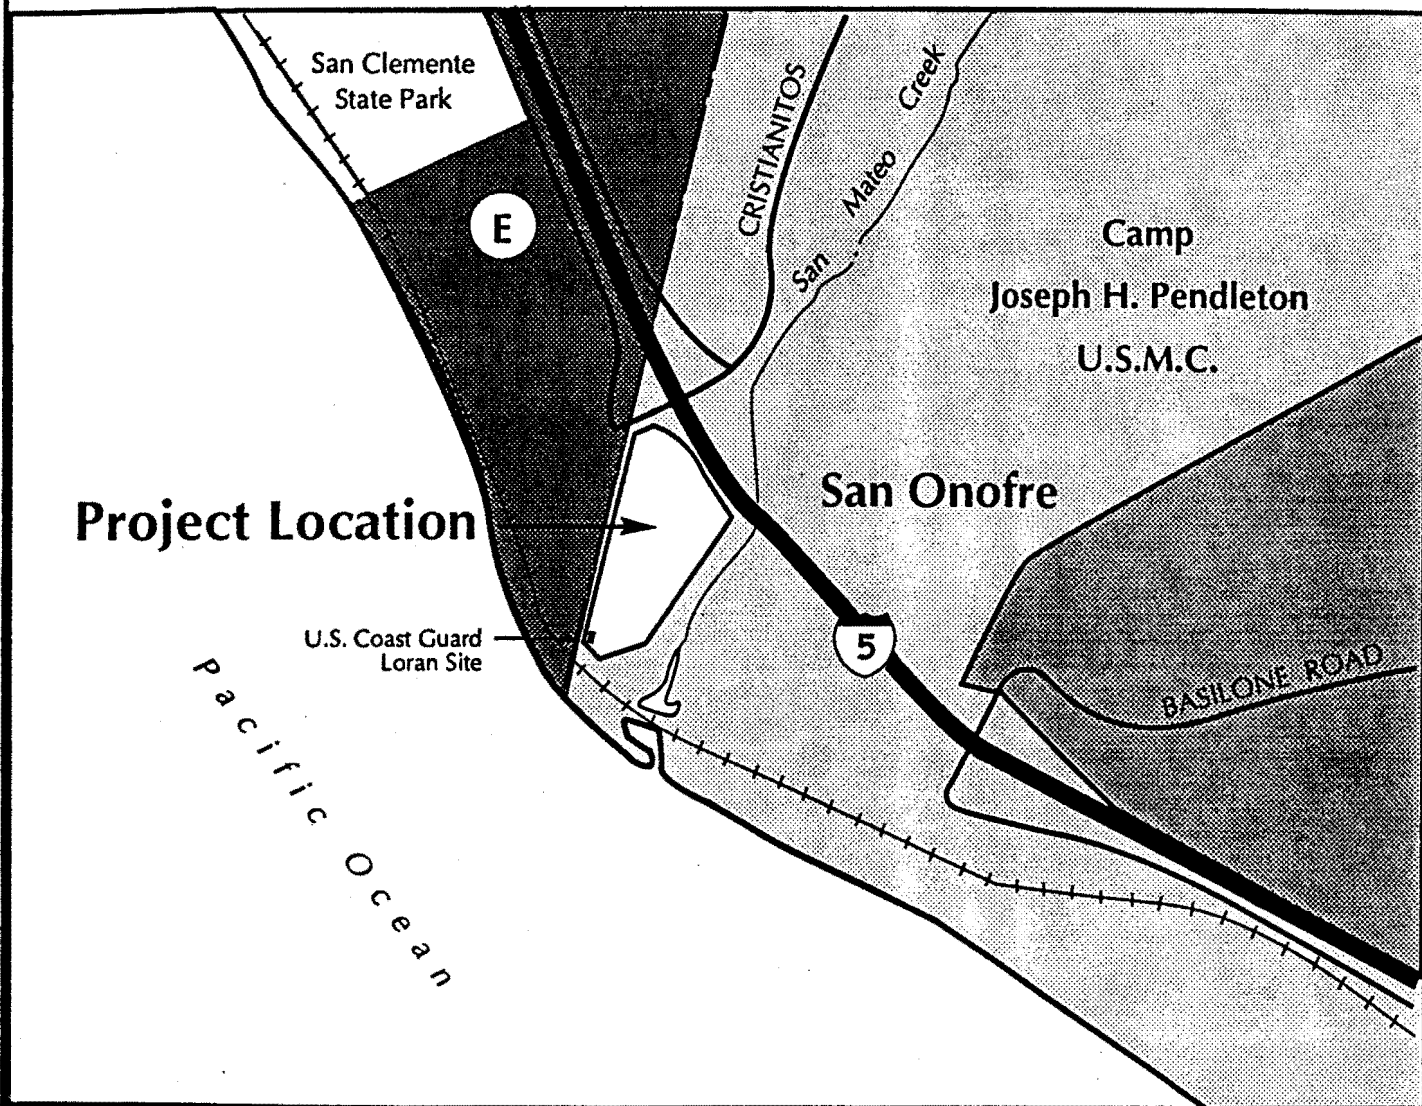 San Clemente
State Park
E
CRISTIANITOS
San Mateo Creek
Camp
Joseph H. Pendleton
U.S.M.C.
Project Location
San Onofre
U.S. Coast Guard
Loran Site
5
BASILONE ROAD
Pacific Ocean